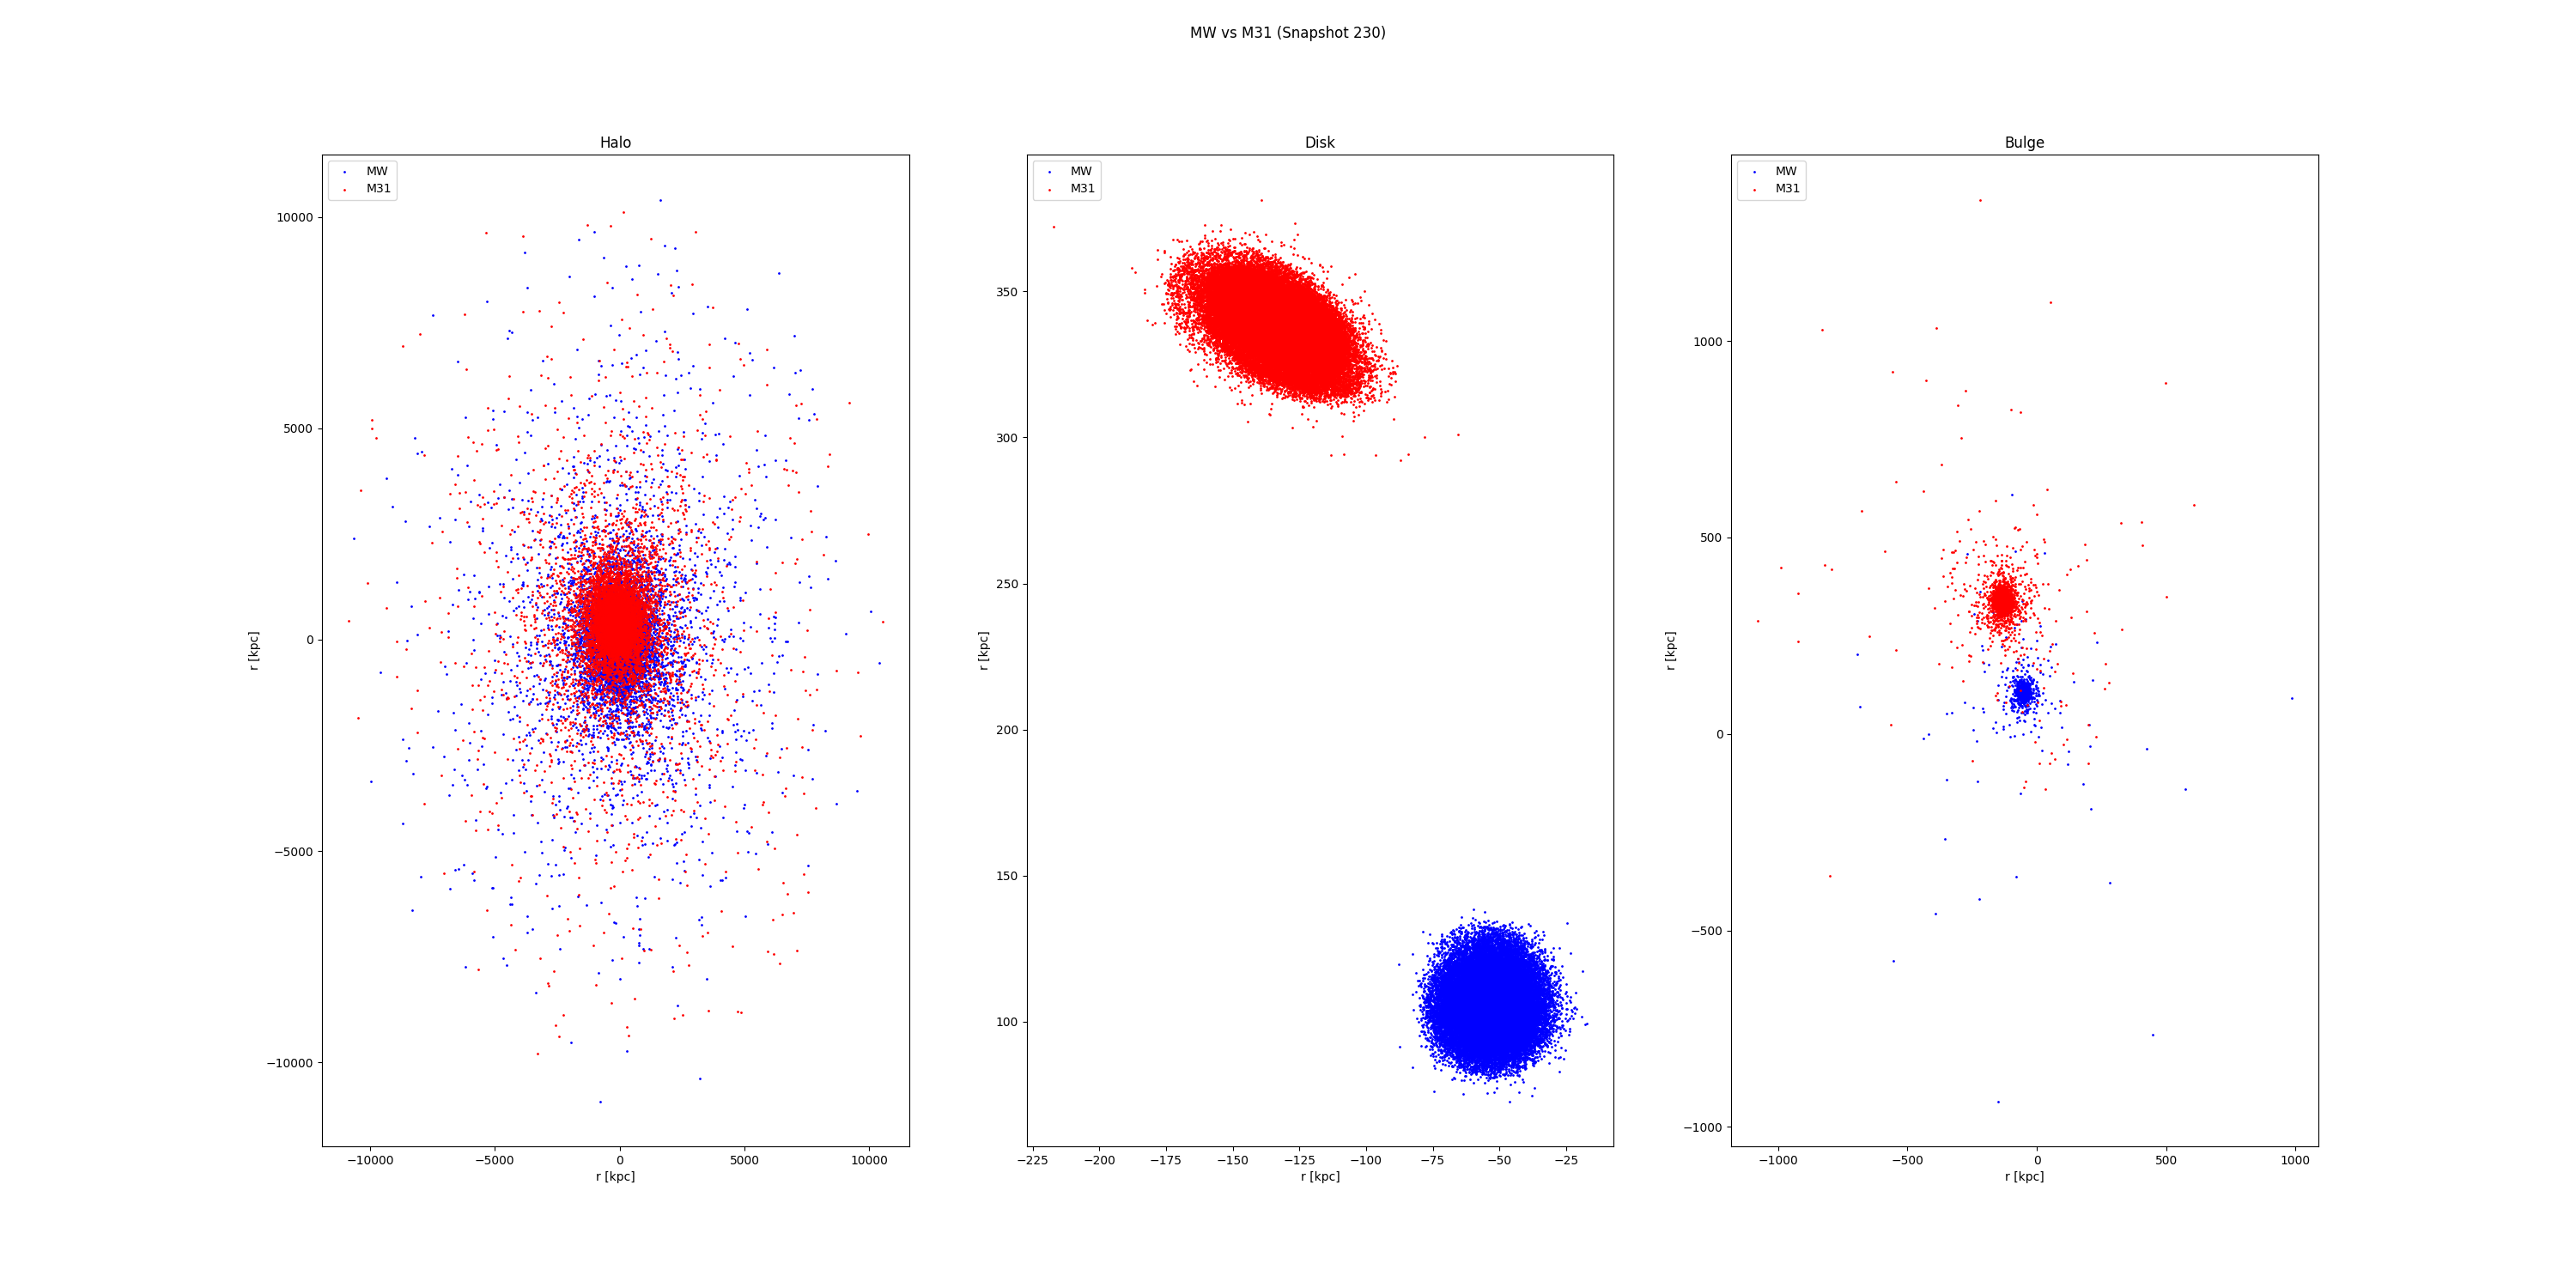 MW vs M31 (Snapshot 230)
Halo
MW
M31
10000
5000
0
−5000
−10000
r [kpc]
−10000 −5000 0 5000 10000
r [kpc]
Disk
MW
M31
350
300
250
200
150
100
r [kpc]
−225 −200 −175 −150 −125 −100 −75 −50 −25
r [kpc]
Bulge
MW
M31
1000
500
0
−500
−1000
r [kpc]
−1000 −500 0 500 1000
r [kpc]